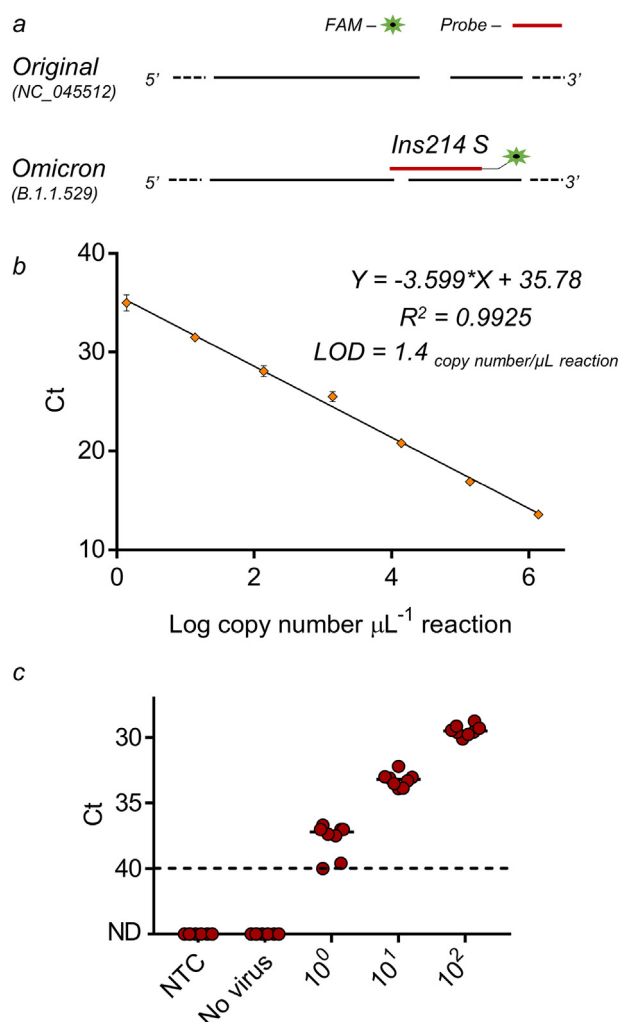 a
FAM – Probe –
Original
(NC_045512)
5’ 3’
Ins214 S
Omicron
(B.1.1.529)
5’ 3’
b
40
30
20
10
Ct
Y = -3.599*X + 35.78
R² = 0.9925
LOD = 1.4 copy number/µL reaction
0 2 4 6
Log copy number µL⁻¹ reaction
c
30
35
40
ND
Ct
NTC No virus 10⁰ 10¹ 10²